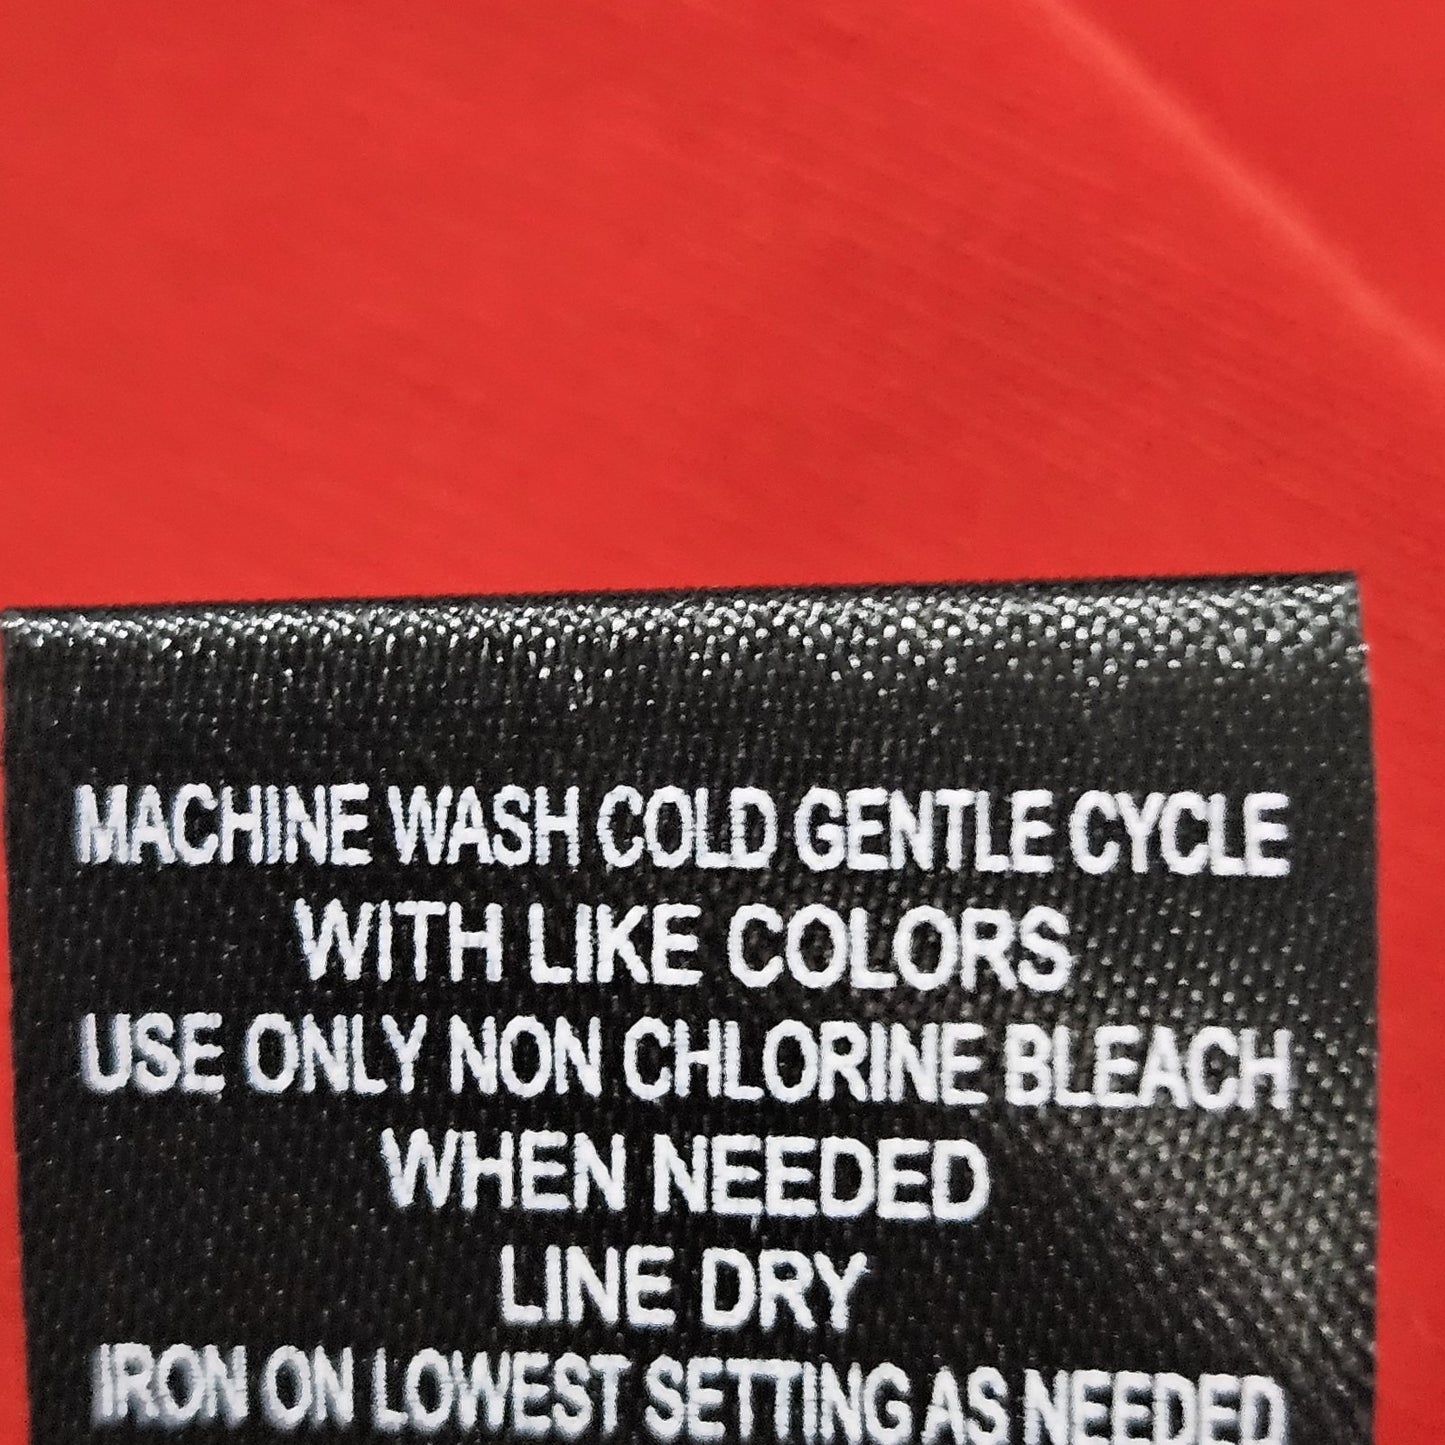 MACHINE WASH COLD GENTLE CYCLE
WITH LIKE COLORS
USE ONLY NON CHLORINE BLEACH
WHEN NEEDED
LINE DRY
IRON ON LOWEST SETTING AS NEEDED